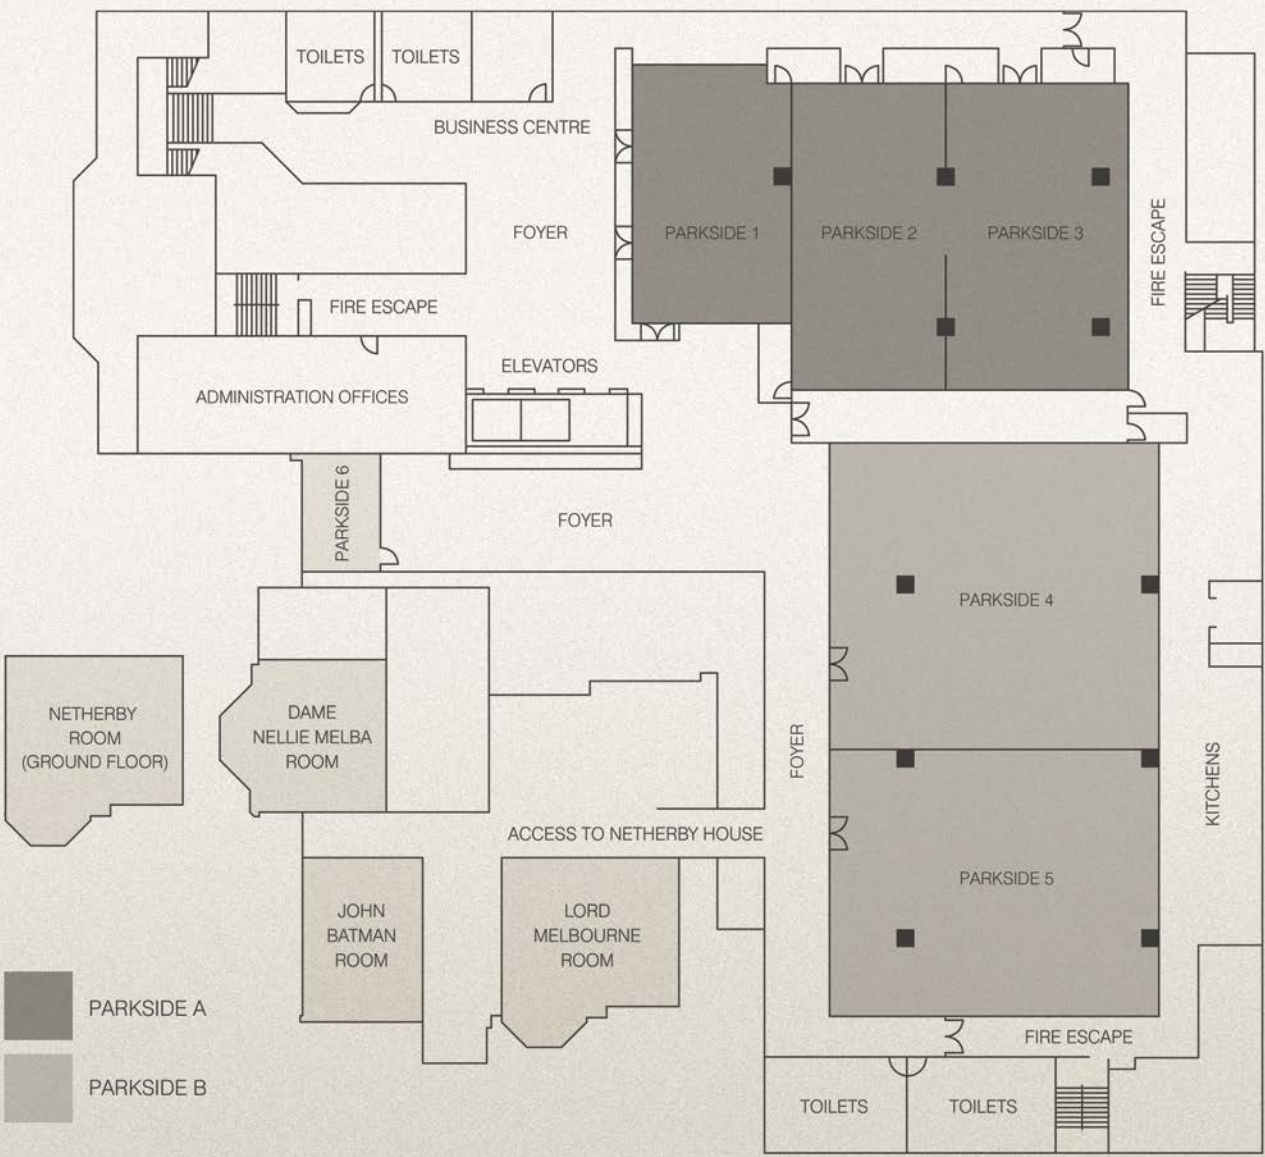 TOILETS
TOILETS
BUSINESS CENTRE
FOYER
PARKSIDE 1
PARKSIDE 2
PARKSIDE 3
FIRE ESCAPE
FIRE ESCAPE
ELEVATORS
ADMINISTRATION OFFICES
PARKSIDE 6
FOYER
PARKSIDE 4
NETHERBY
ROOM
(GROUND FLOOR)
DAME
NELLIE MELBA
ROOM
FOYER
KITCHENS
ACCESS TO NETHERBY HOUSE
PARKSIDE 5
JOHN
BATMAN
ROOM
LORD
MELBOURNE
ROOM
PARKSIDE A
FIRE ESCAPE
PARKSIDE B
TOILETS
TOILETS